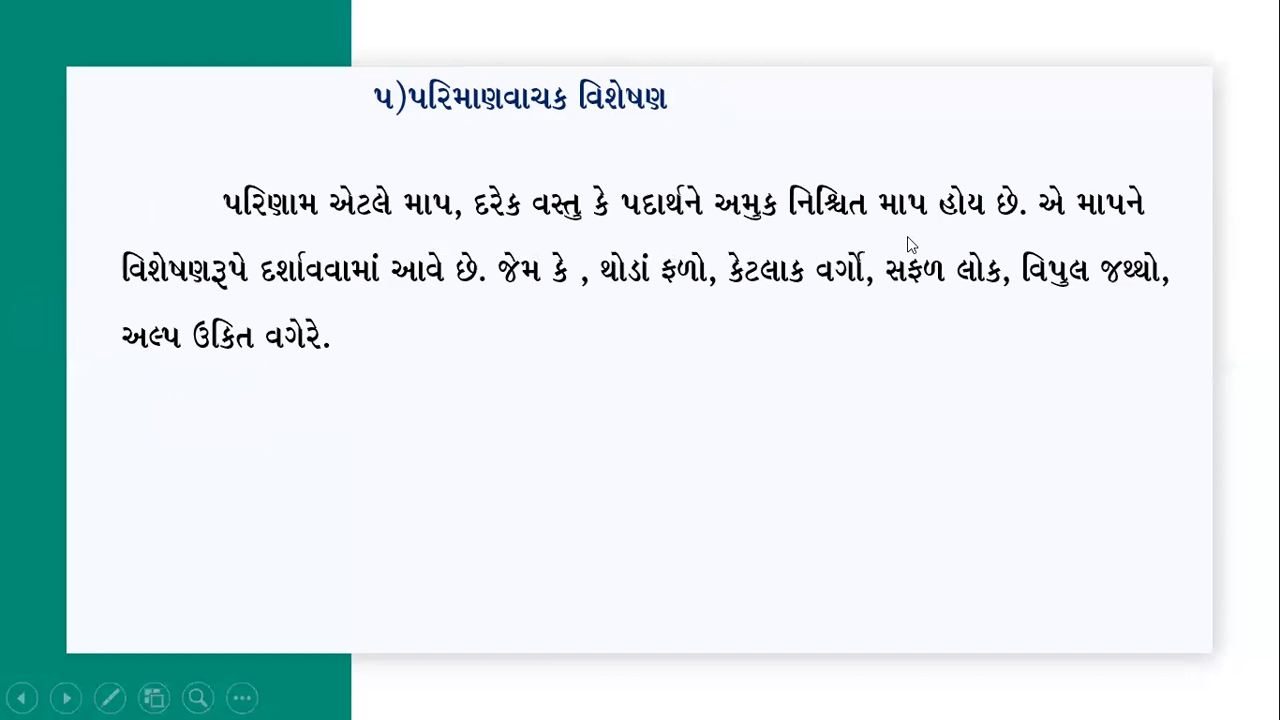 ૫)પરિમાણવાચક વિશેષણ
પરિણામ એટલે માપ, દરેક વસ્તુ કે પદાર્થને અમુક નિશ્ચિત માપ હોય છે. એ માપને
વિશેષણરૂપે દર્શાવવામાં આવે છે. જેમ કે , થોડાં ફળો, કેટલાક વર્ગો, સફળ લોક, વિપુલ જથ્થો,
અલ્પ ઉકિત વગેરે.